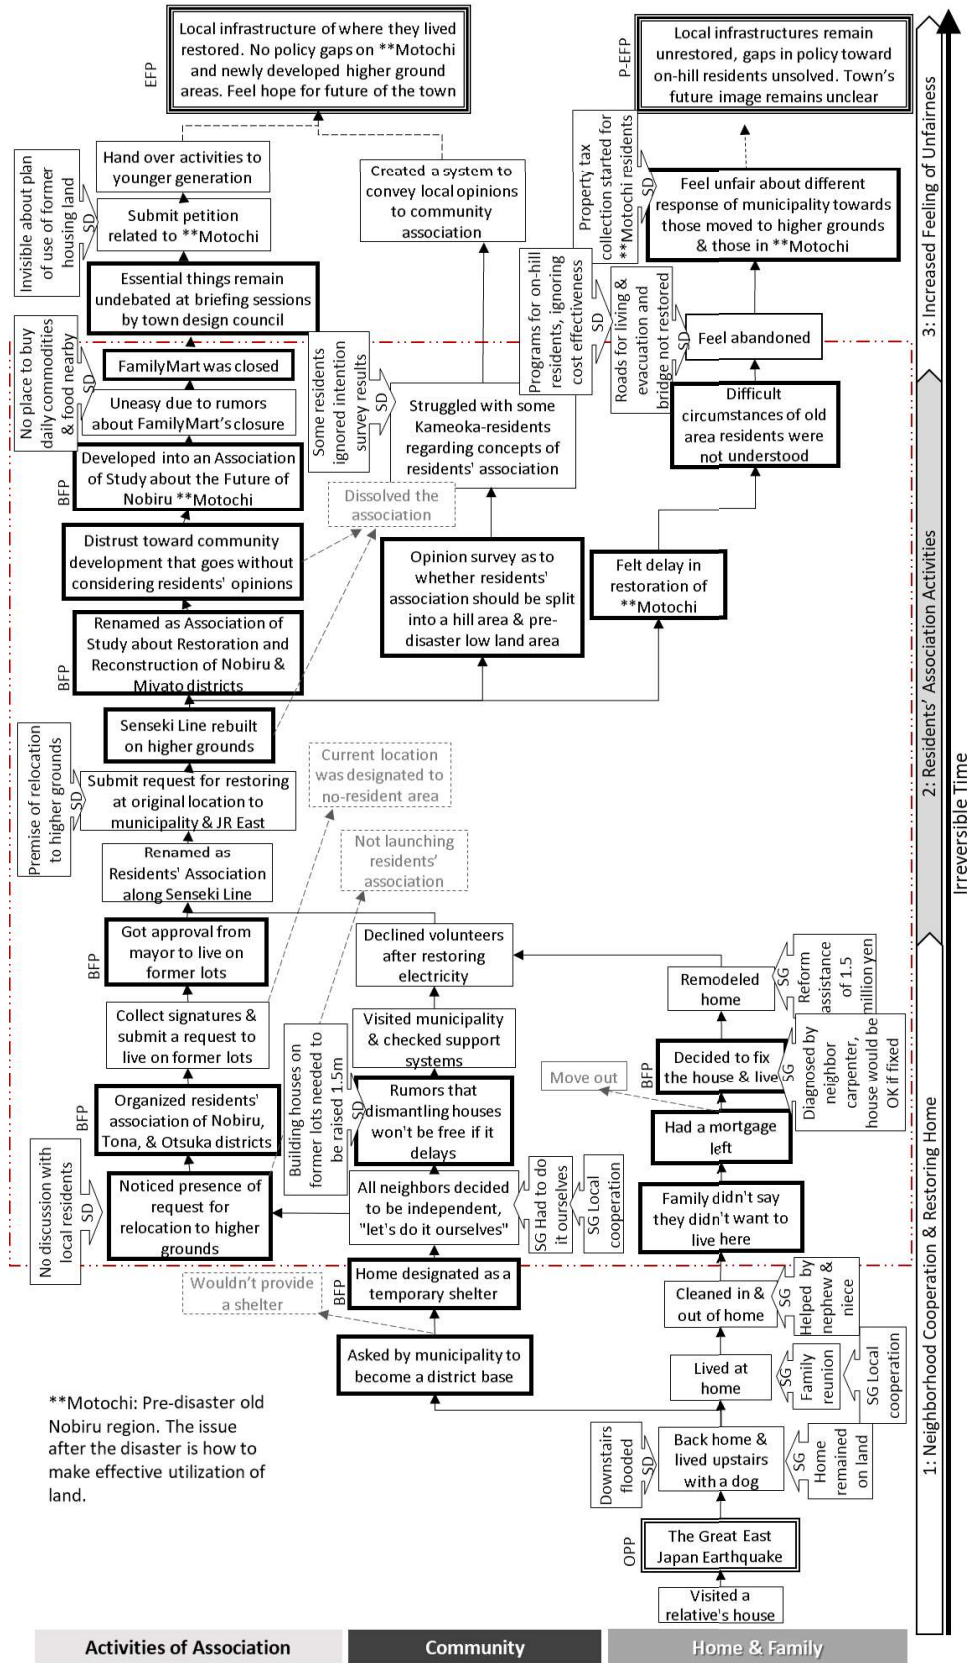 EFP
Local infrastructure of where they lived
restored. No policy gaps on **Motochi
and newly developed higher ground
areas. Feel hope for future of the town
P-EFP
Local infrastructures remain
unrestored, gaps in policy toward
on-hill residents unsolved. Town's
future image remains unclear
Invisible about plan
of use of former
housing land
SD
Hand over activities to
younger generation
Submit petition
related to **Motochi
Essential things remain
undebated at briefing sessions
by town design council
Created a system to
convey local opinions
to community
association
Property tax
collection started for
**Motochi residents
SD
Feel unfair about different
response of municipality towards
those moved to higher grounds
& those in **Motochi
Programs for on-hill
residents, ignoring
cost effectiveness
SD
Roads for living &
evacuation and
bridge not restored
SD
Feel abandoned
No place to buy
daily commodities
& food nearby
SD
FamilyMart was closed
Uneasy due to rumors
about FamilyMart's closure
BFP
Developed into an Association
of Study about the Future of
Nobiru **Motochi
Some residents
ignored intention
survey results
SD
Struggled with some
Kameoka-residents
regarding concepts of
residents' association
Difficult
circumstances of old
area residents were
not understood
Dissolved the
association
Distrust toward community
development that goes without
considering residents' opinions
Opinion survey as to
whether residents'
association should be split
into a hill area & pre-
disaster low land area
Felt delay in
restoration of
**Motochi
BFP
Renamed as Association of
Study about Restoration and
Reconstruction of Nobiru &
Miyato districts
Senseki Line rebuilt
on higher grounds
Premise of relocation
to higher grounds
SD
Submit request for restoring
at original location to
municipality & JR East
Current location
was designated to
no-resident area
Renamed as
Residents' Association
along Senseki Line
Not launching
residents'
association
BFP
Got approval from
mayor to live on
former lots
Declined volunteers
after restoring
electricity
Remodeled
home
SG
Reform
assistance
of 1.5
million yen
Collect signatures &
submit a request to
live on former lots
Visited municipality
& checked support
systems
Building houses on
former lots needed to
be raised 1.5m
SD
Rumors that
dismantling houses
won't be free if it
delays
Move out
BFP
Decided to fix
the house & live
SG
Diagnosed by
neighbor
carpenter,
house would be
OK if fixed
BFP
Organized residents'
association of Nobiru,
Tona, & Otsuka districts
Had a mortgage
left
No discussion with
local residents
SD
Noticed presence of
request for
relocation to higher
grounds
All neighbors decided
to be independent,
"let's do it ourselves"
SG Had to do
it ourselves
SG Local
cooperation
Family didn't say
they didn't want to
live here
Wouldn't provide
a shelter
BFP
Home designated as a
temporary shelter
Cleaned in &
out of home
SG
Helped by
nephew &
niece
Asked by municipality to
become a district base
Lived at
home
SG
Family
reunion
SG Local
cooperation
**Motochi: Pre-disaster old
Nobiru region. The issue
after the disaster is how to
make effective utilization of
land.
Downstairs
flooded
SD
Back home &
lived upstairs
with a dog
SG
Home
remained
on land
OPP
The Great East
Japan Earthquake
Visited a
relative's house
Activities of Association
Community
Home & Family
1: Neighborhood Cooperation & Restoring Home
2: Residents' Association Activities
3: Increased Feeling of Unfairness
Irreversible Time